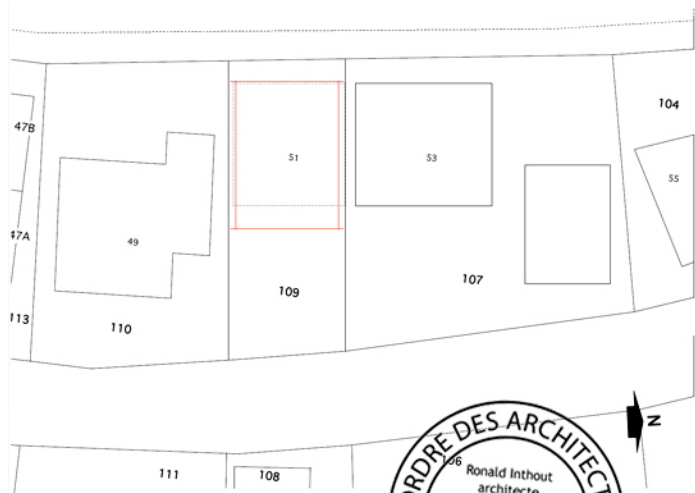 104
47B
51
53
55
47A
49
109
107
113
110
N
ORDRE DES ARCHITECT
106
111
108
Ronald Inthout
architecte